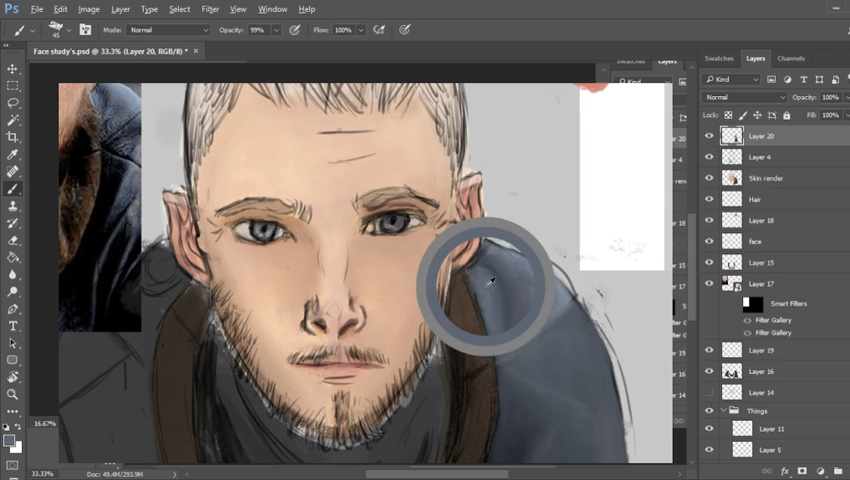 Ps File Edit Image Layer Type Select Filter View Window Help
45 Mode: Normal Opacity: 99% Flow: 100%
Face study's.psd @ 33.3% (Layer 20, RGB/8) *
Swatches Layers
Swatches Layers Channels
Kind
Normal Opacity: 100%
Lock: Fill: 100%
Layer 20
Layer 4
Skin render
Hair
Layer 18
face
Layer 15
Layer 17
Smart Filters
Filter Gallery
Filter Gallery
Layer 19
Layer 16
Layer 14
Things
Layer 11
Layer 5
16.67%
33.33% Doc: 49.4M/293.9M
fx